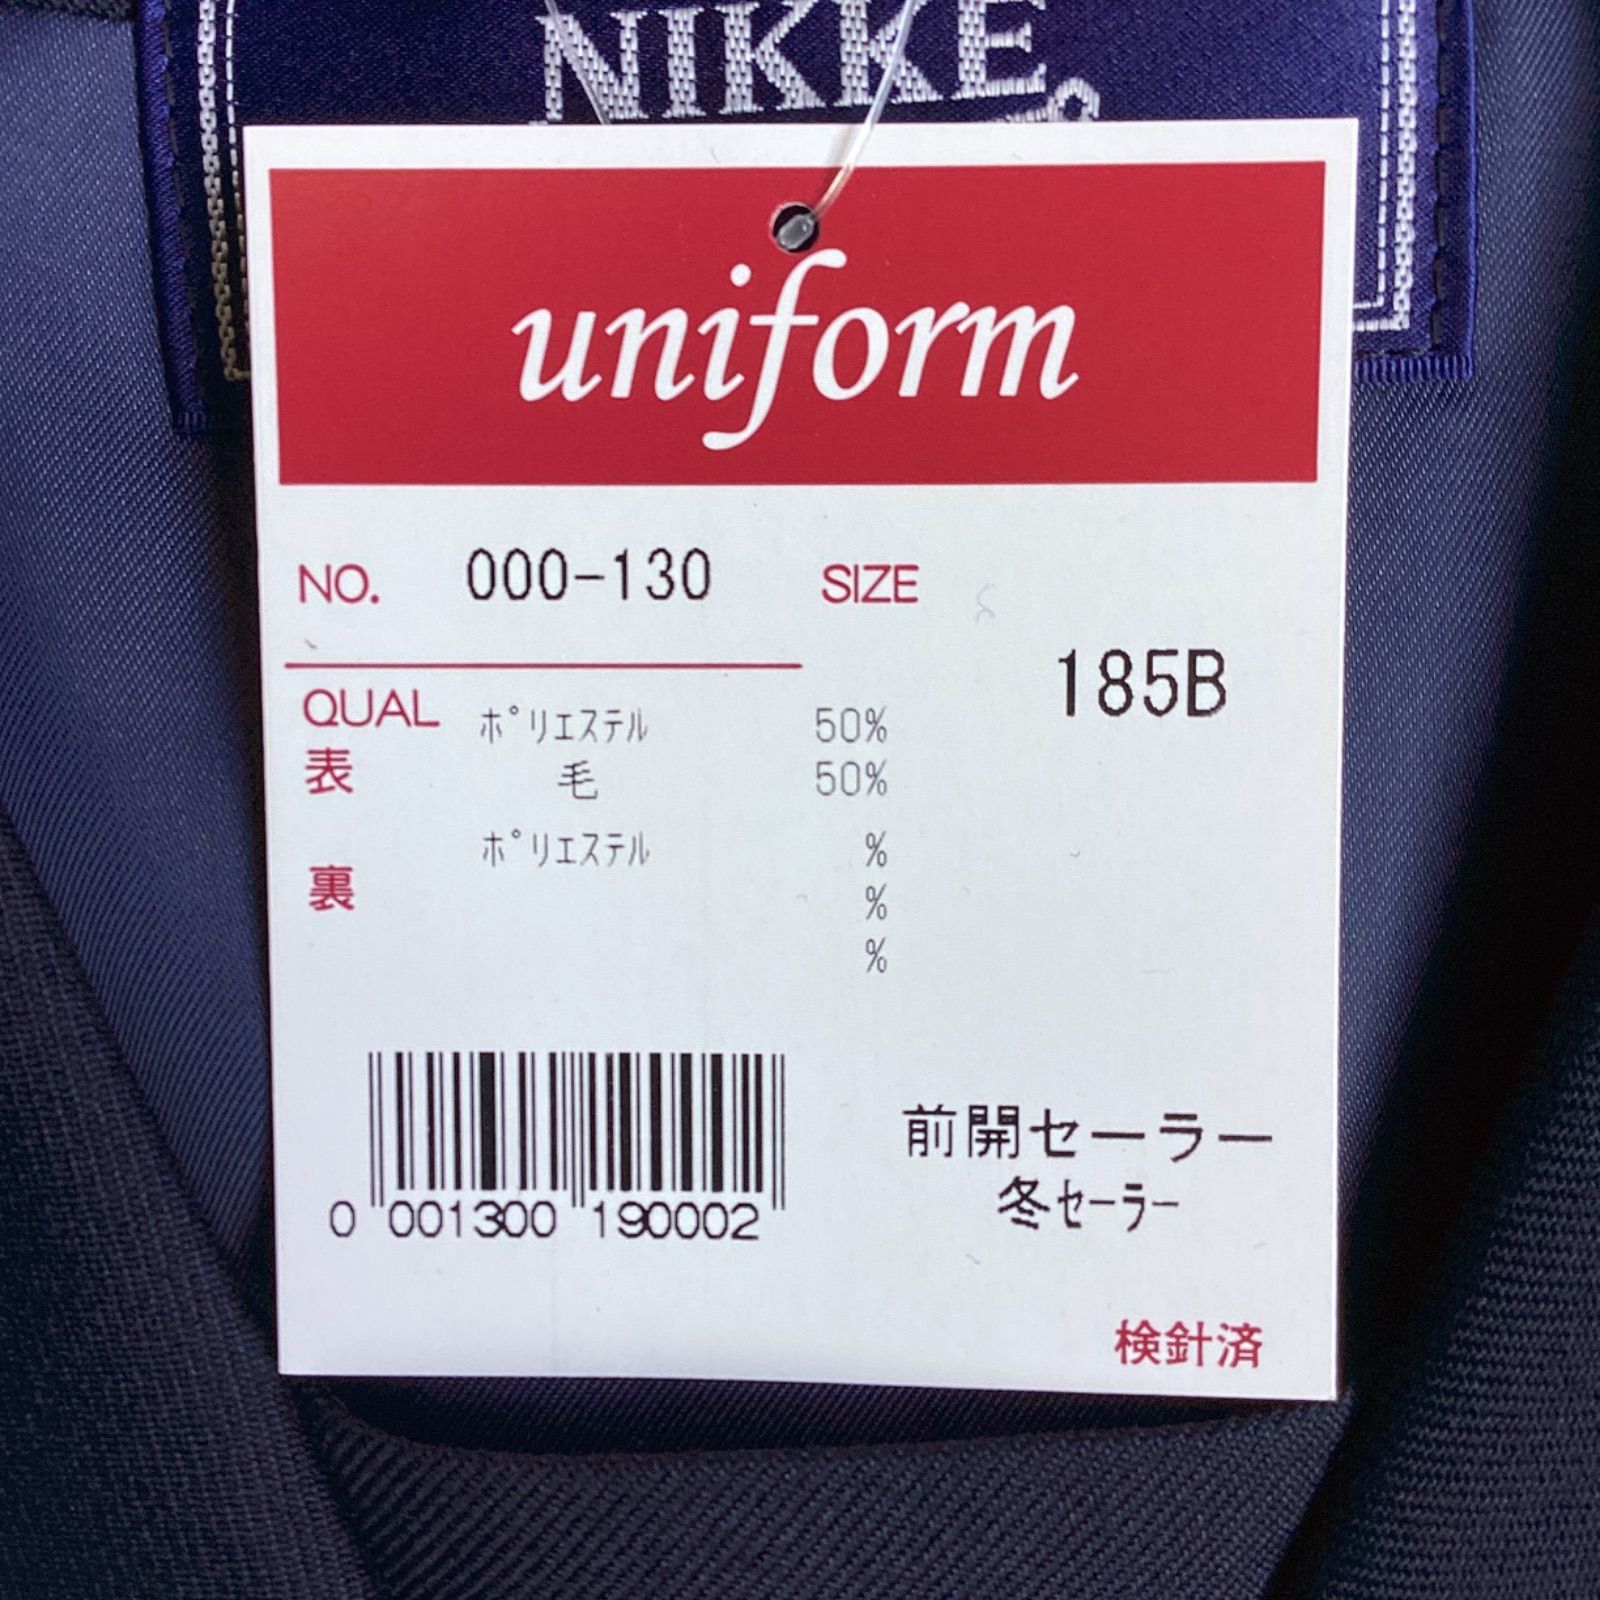 NIKKE
uniform
NO. 000-130 SIZE
185B
QUAL ポリエステル 50%
表 毛 50%
ポリエステル %
裏 %
%
0 001300 190002
前開セーラー
冬セーラー
検針済